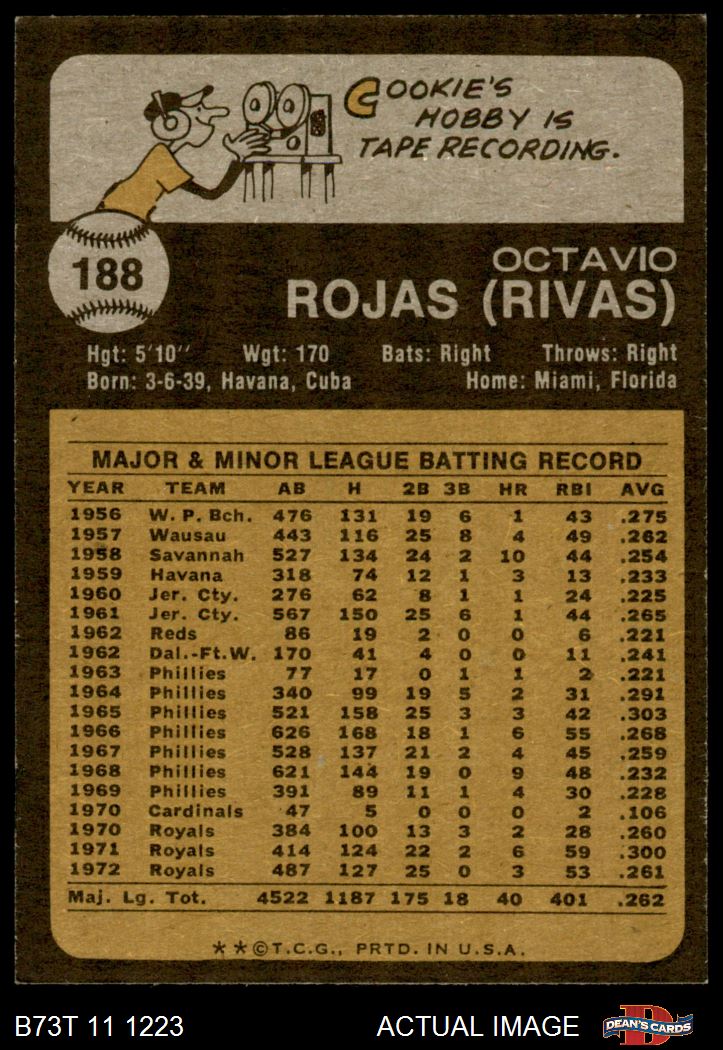 COOKIE'S
HOBBY IS
TAPE RECORDING.
188
OCTAVIO
ROJAS (RIVAS)
Hgt: 5'10'' Wgt: 170 Bats: Right Throws: Right
Born: 3-6-39, Havana, Cuba Home: Miami, Florida
MAJOR & MINOR LEAGUE BATTING RECORD
YEAR TEAM AB H 2B 3B HR RBI AVG
1956 W. P. Bch. 476 131 19 6 1 43 .275
1957 Wausau 443 116 25 8 4 49 .262
1958 Savannah 527 134 24 2 10 44 .254
1959 Havana 318 74 12 1 3 13 .233
1960 Jer. Cty. 276 62 8 1 1 24 .225
1961 Jer. Cty. 567 150 25 6 1 44 .265
1962 Reds 86 19 2 0 0 6 .221
1962 Dal.-Ft.W. 170 41 4 0 0 11 .241
1963 Phillies 77 17 0 1 1 2 .221
1964 Phillies 340 99 19 5 2 31 .291
1965 Phillies 521 158 25 3 3 42 .303
1966 Phillies 626 168 18 1 6 55 .268
1967 Phillies 528 137 21 2 4 45 .259
1968 Phillies 621 144 19 0 9 48 .232
1969 Phillies 391 89 11 1 4 30 .228
1970 Cardinals 47 5 0 0 0 2 .106
1970 Royals 384 100 13 3 2 28 .260
1971 Royals 414 124 22 2 6 59 .300
1972 Royals 487 127 25 0 3 53 .261
Maj. Lg. Tot. 4522 1187 175 18 40 401 .262
**©T.C.G., PRTD. IN U.S.A.
B73T 11 1223 ACTUAL IMAGE D DEAN'S CARDS